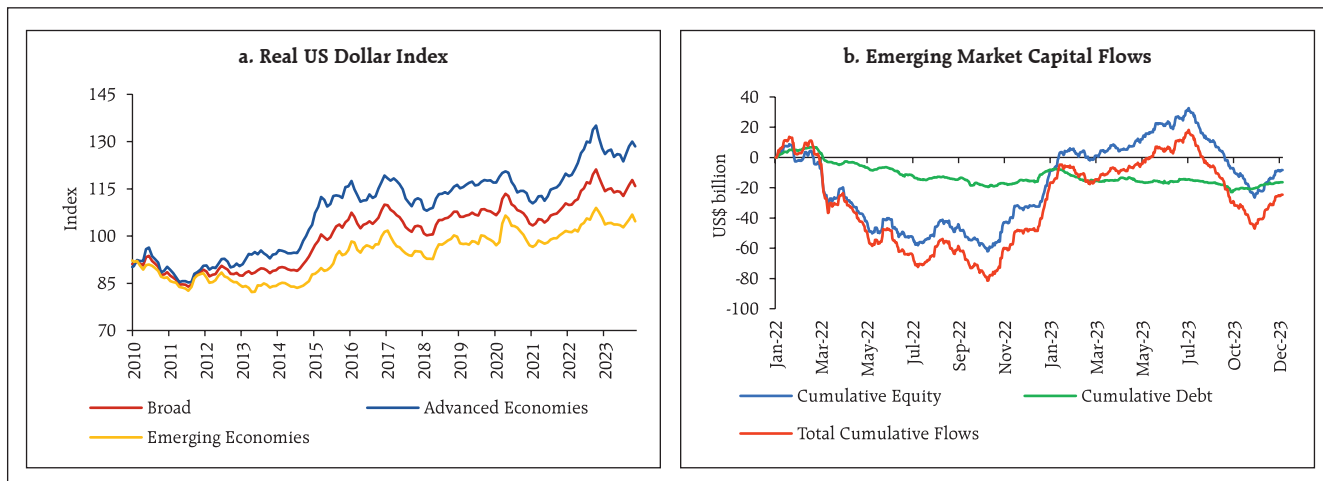 a. Real US Dollar Index
145
130
115
100
85
70
Index
2010
2011
2012
2013
2014
2015
2016
2017
2018
2019
2020
2021
2022
2023
Broad
Advanced Economies
Emerging Economies
b. Emerging Market Capital Flows
40
20
0
-20
-40
-60
-80
-100
US$ billion
Jan-22
Mar-22
May-22
Jul-22
Sep-22
Nov-22
Jan-23
Mar-23
May-23
Jul-23
Oct-23
Dec-23
Cumulative Equity
Cumulative Debt
Total Cumulative Flows